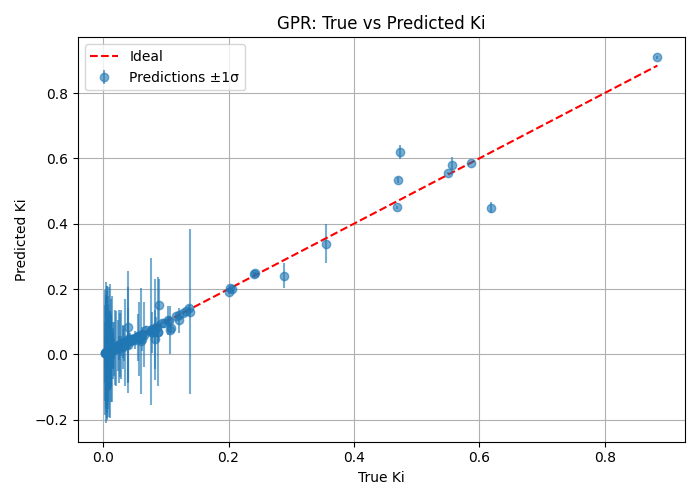 GPR: True vs Predicted Ki
Ideal
Predictions ±1σ
Predicted Ki
0.8
0.6
0.4
0.2
0.0
−0.2
0.0 0.2 0.4 0.6 0.8
True Ki